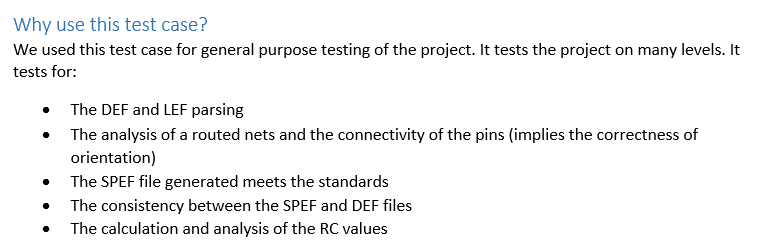 Why use this test case?
We used this test case for general purpose testing of the project. It tests the project on many levels. It
tests for:
• The DEF and LEF parsing
• The analysis of a routed nets and the connectivity of the pins (implies the correctness of
orientation)
• The SPEF file generated meets the standards
• The consistency between the SPEF and DEF files
• The calculation and analysis of the RC values